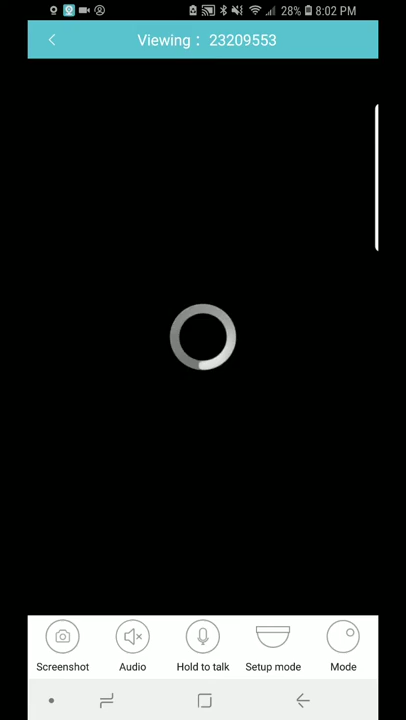 28% 8:02 PM
Viewing： 23209553
Screenshot Audio Hold to talk Setup mode Mode